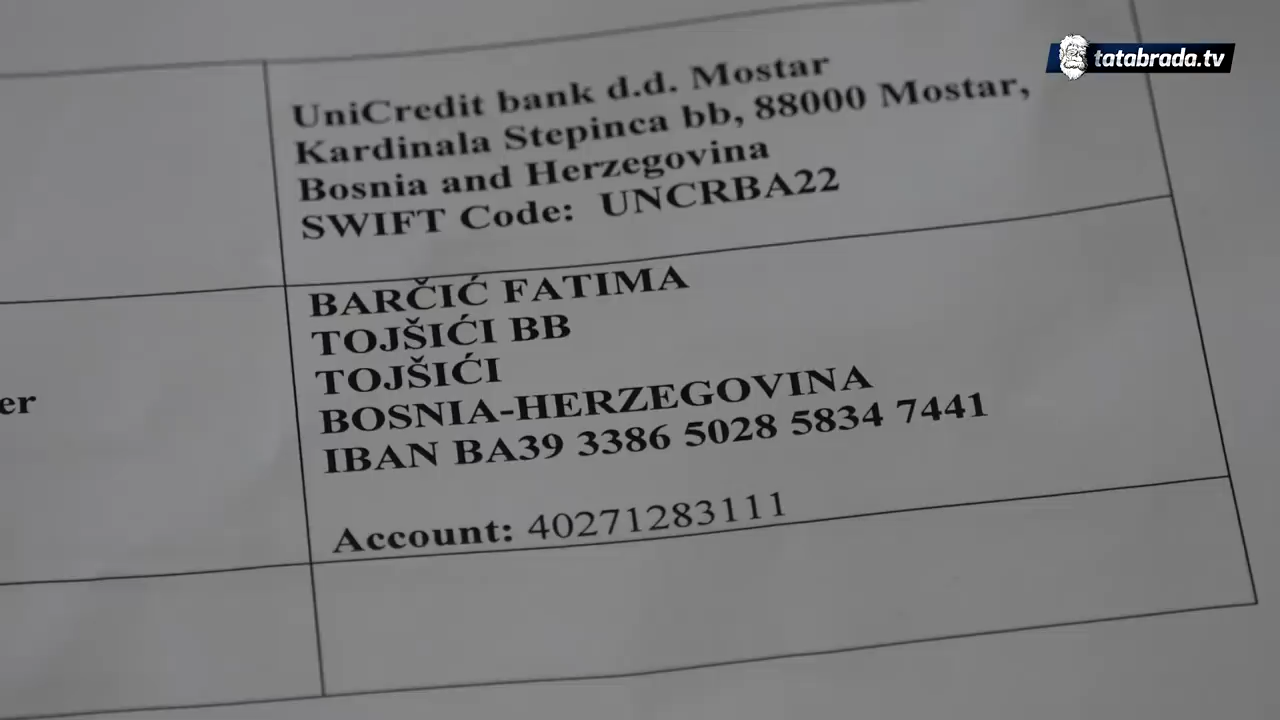 tatabrada.tv
UniCredit bank d.d. Mostar
Kardinala Stepinca bb, 88000 Mostar,
Bosnia and Herzegovina
SWIFT Code: UNCRBA22
BARČIĆ FATIMA
TOJŠIĆI BB
TOJŠIĆI
er
BOSNIA-HERZEGOVINA
IBAN BA39 3386 5028 5834 7441
Account: 40271283111